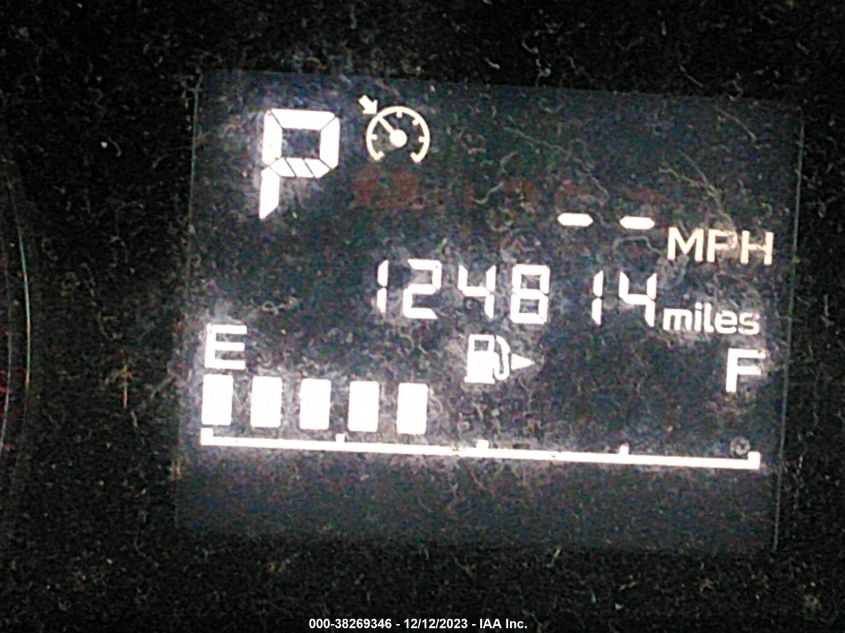 P
-- MPH
124814 miles
E F
000-38269346 - 12/12/2023 - IAA Inc.